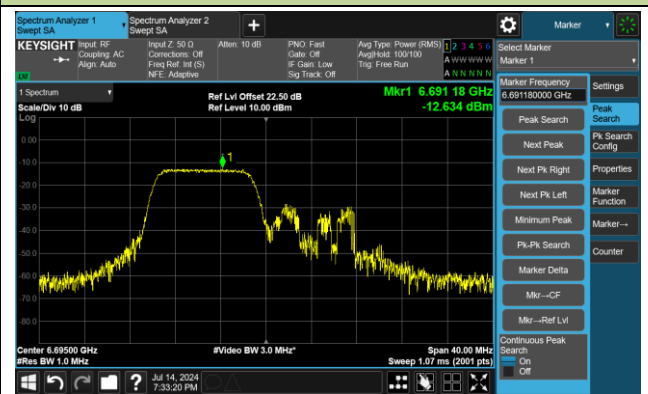 Spectrum Analyzer 1
Swept SA
Spectrum Analyzer 2
Swept SA
+
Marker
KEYSIGHT
Input: RF
Coupling: AC
Align: Auto
Input Z: 50 Ω
Corrections: Off
Freq Ref: Int (S)
NFE: Adaptive
Atten: 10 dB
PNO: Fast
Gate: Off
IF Gain: Low
Sig Track: Off
Avg Type: Power (RMS)
Avg|Hold: 100/100
Trig: Free Run
1 2 3 4 5 6
A W W W W W
A N N N N N
LXI
Select Marker
Marker 1
1 Spectrum
Scale/Div 10 dB
Log
Ref Lvl Offset 22.50 dB
Ref Level 10.00 dBm
Mkr1 6.691 18 GHz
-12.634 dBm
0.00
-10.0
-20.0
-30.0
-40.0
-50.0
-60.0
-70.0
-80.0
1
Center 6.69500 GHz
#Res BW 1.0 MHz
#Video BW 3.0 MHz*
Span 40.00 MHz
Sweep 1.07 ms (2001 pts)
Marker Frequency
6.691180000 GHz
Peak Search
Next Peak
Next Pk Right
Next Pk Left
Minimum Peak
Pk-Pk Search
Marker Delta
Mkr→CF
Mkr→Ref Lvl
Continuous Peak
Search
On
Off
Settings
Peak
Search
Pk Search
Config
Properties
Marker
Function
Marker→
Counter
?
Jul 14, 2024
7:33:20 PM